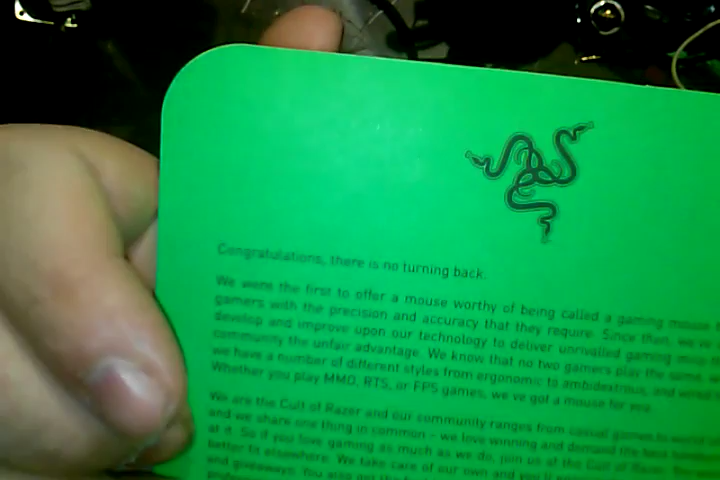 Congratulations, there is no turning back.
We were the first to offer a mouse worthy of being called a gaming mouse
gamers with the precision and accuracy that they require. Since then, we've
develop and improve upon our technology to deliver unrivalled gaming
community the unfair advantage. We know that no two gamers play the same,
we have a number of different styles from ergonomic to ambidextrous, and wired
Whether you play MMO, RTS, or FPS games, we've got a mouse for you.
We are the Cult of Razer and our community ranges from casual gamers to
and we share one thing in common – we love winning and demand the best
at it. So if you love gaming as much as we do, join us at the Cult of Razer.
better to elsewhere. We take care of our own and you'll
and giveaways. You also get the